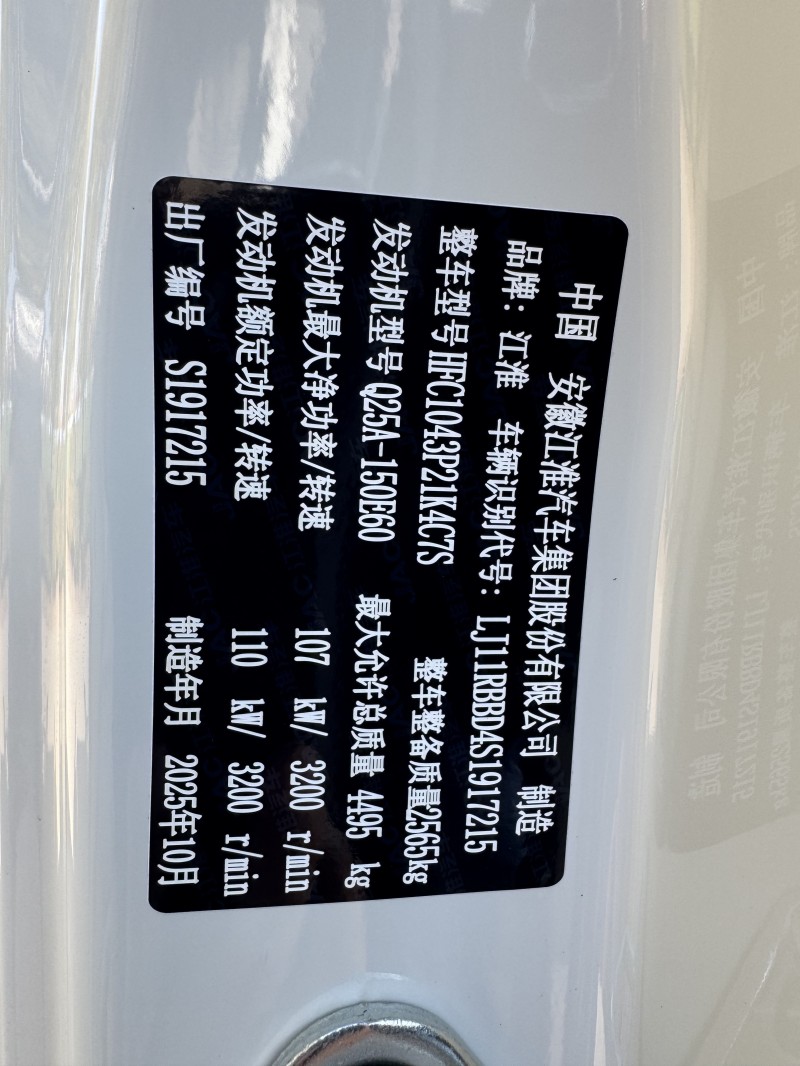 中国 安徽江淮汽车集团股份有限公司 制造
品牌: 江淮 车辆识别代号: LJ11RBBD4S1917215
整车型号 HFC1043P21K4C7S 整车整备质量2565kg
发动机型号 Q25A-150E60 最大允许总质量 4495 kg
发动机最大净功率/转速 107 kW/ 3200 r/min
发动机额定功率/转速 110 kW/ 3200 r/min
出厂编号 S1917215 制造年月 2025年10月